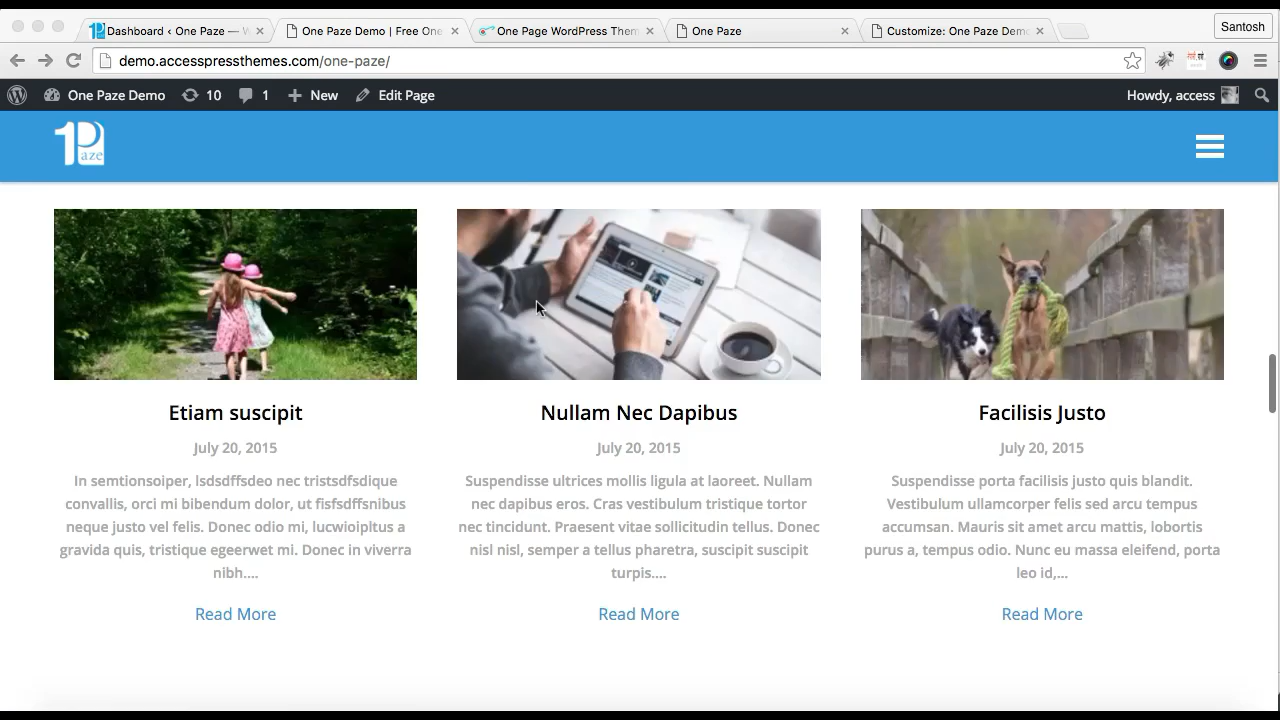 Dashboard ‹ One Paze — W
One Paze Demo | Free One
One Page WordPress Them
One Paze
Customize: One Paze Demo
Santosh
demo.accesspressthemes.com/one-paze/
One Paze Demo
10
1
New
Edit Page
Howdy, access
1Paze
Etiam suscipit
July 20, 2015
In semtionsoiper, lsdsdffsdeo nec tristsdfsdique
convallis, orci mi bibendum dolor, ut fisfsdffsnibus
neque justo vel felis. Donec odio mi, lucwioipltus a
gravida quis, tristique egeerwet mi. Donec in viverra
nibh....
Read More
Nullam Nec Dapibus
July 20, 2015
Suspendisse ultrices mollis ligula at laoreet. Nullam
nec dapibus eros. Cras vestibulum tristique tortor
nec tincidunt. Praesent vitae sollicitudin tellus. Donec
nisl nisl, semper a tellus pharetra, suscipit suscipit
turpis....
Read More
Facilisis Justo
July 20, 2015
Suspendisse porta facilisis justo quis blandit.
Vestibulum ullamcorper felis sed arcu tempus
accumsan. Mauris sit amet arcu mattis, lobortis
purus a, tempus odio. Nunc eu massa eleifend, porta
leo id,...
Read More